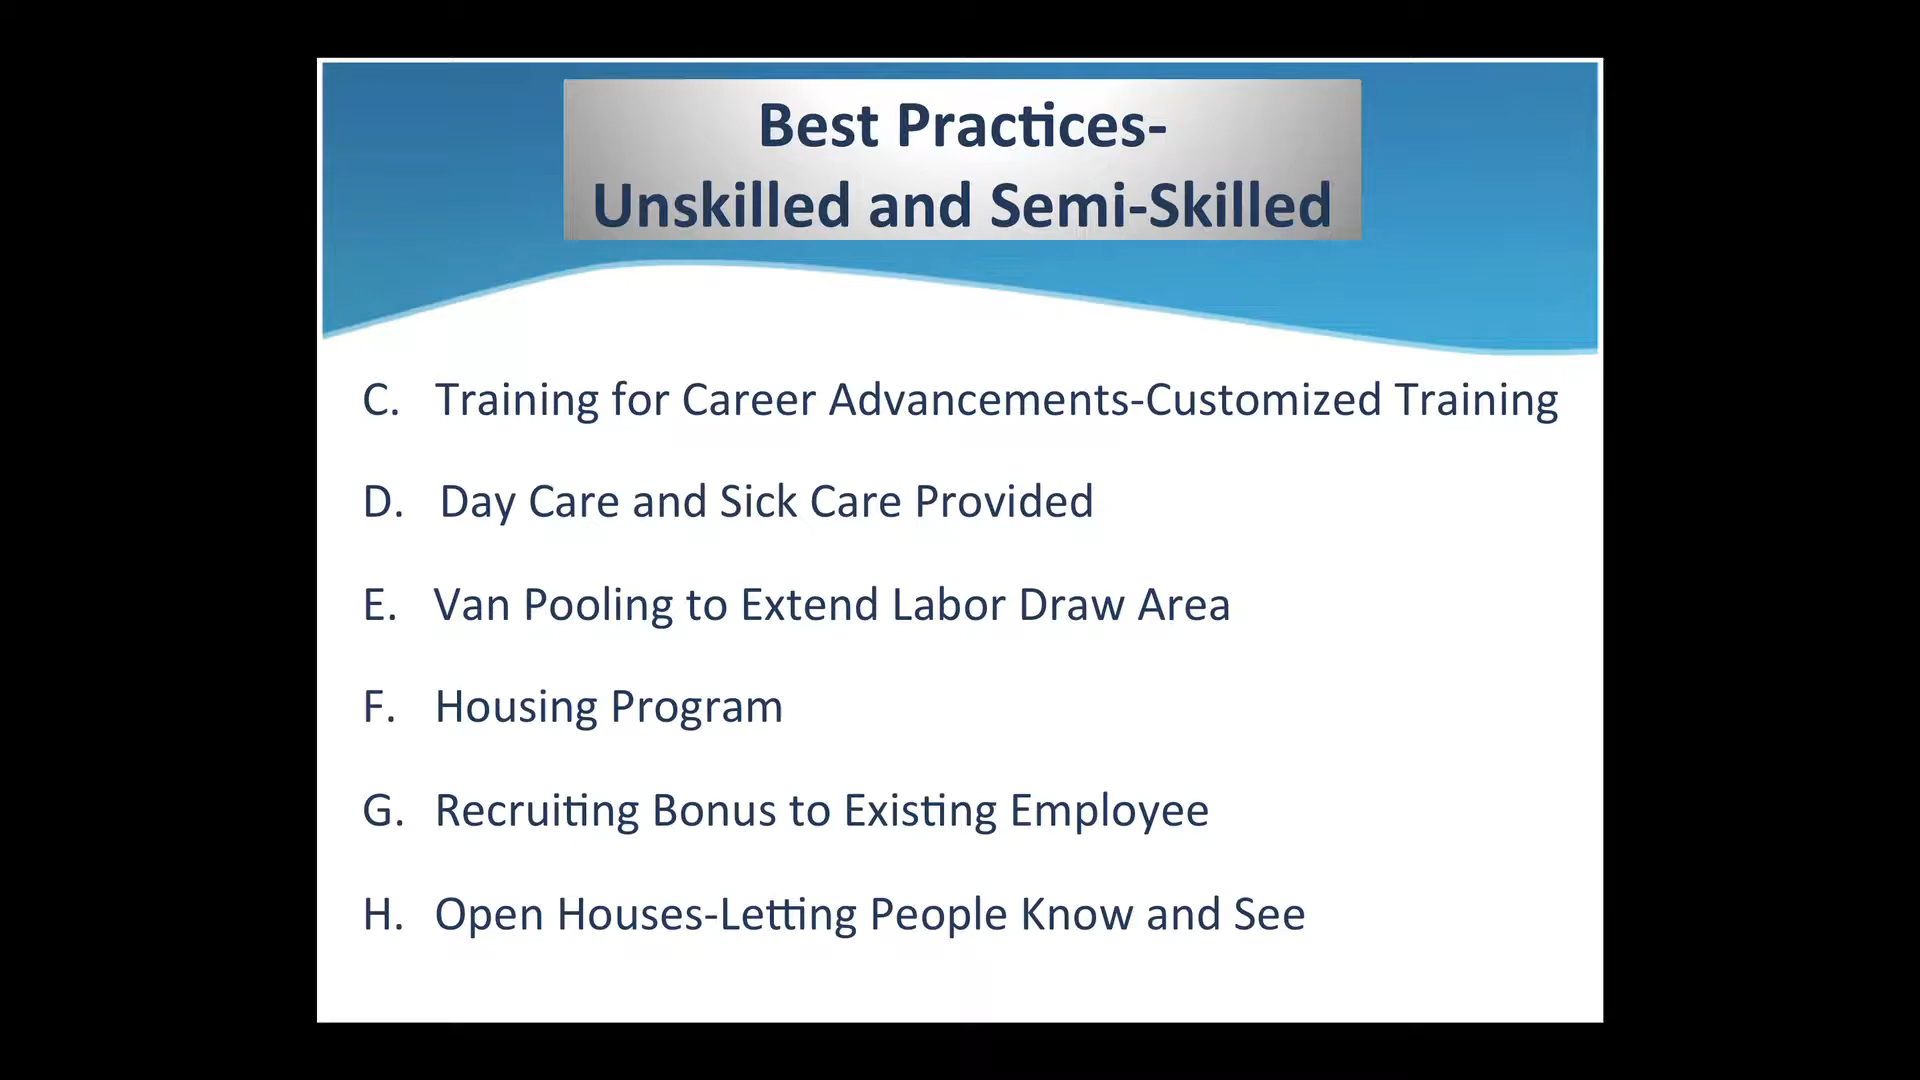 Best Practices-
Unskilled and Semi-Skilled
C. Training for Career Advancements-Customized Training
D. Day Care and Sick Care Provided
E. Van Pooling to Extend Labor Draw Area
F. Housing Program
G. Recruiting Bonus to Existing Employee
H. Open Houses-Letting People Know and See